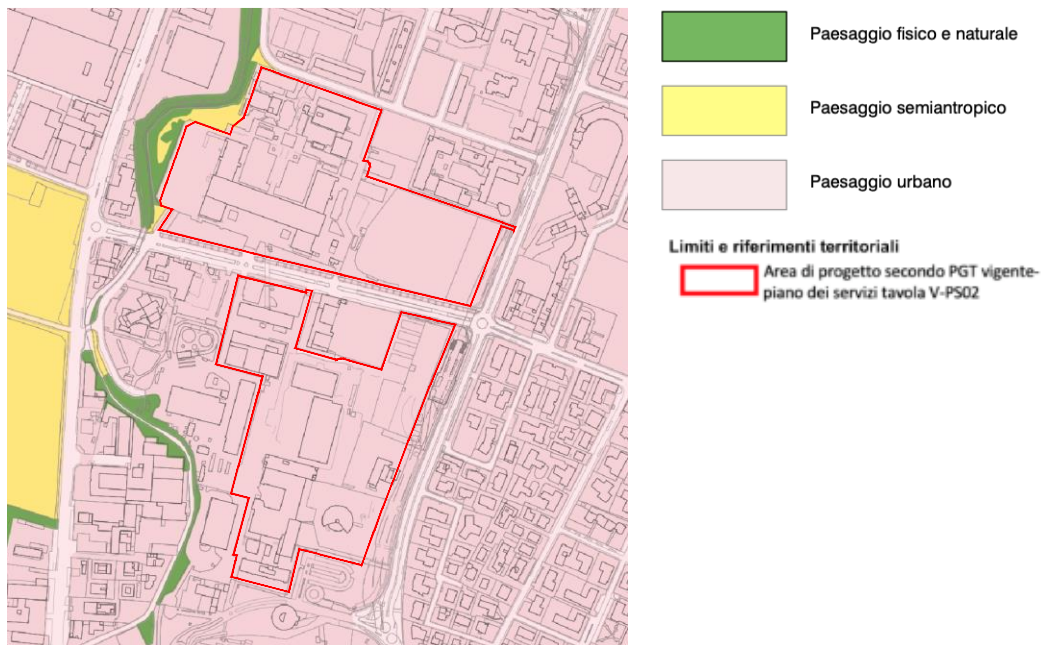 Paesaggio fisico e naturale
Paesaggio semiantropico
Paesaggio urbano
Limiti e riferimenti territoriali
Area di progetto secondo PGT vigente-
piano dei servizi tavola V-PS02